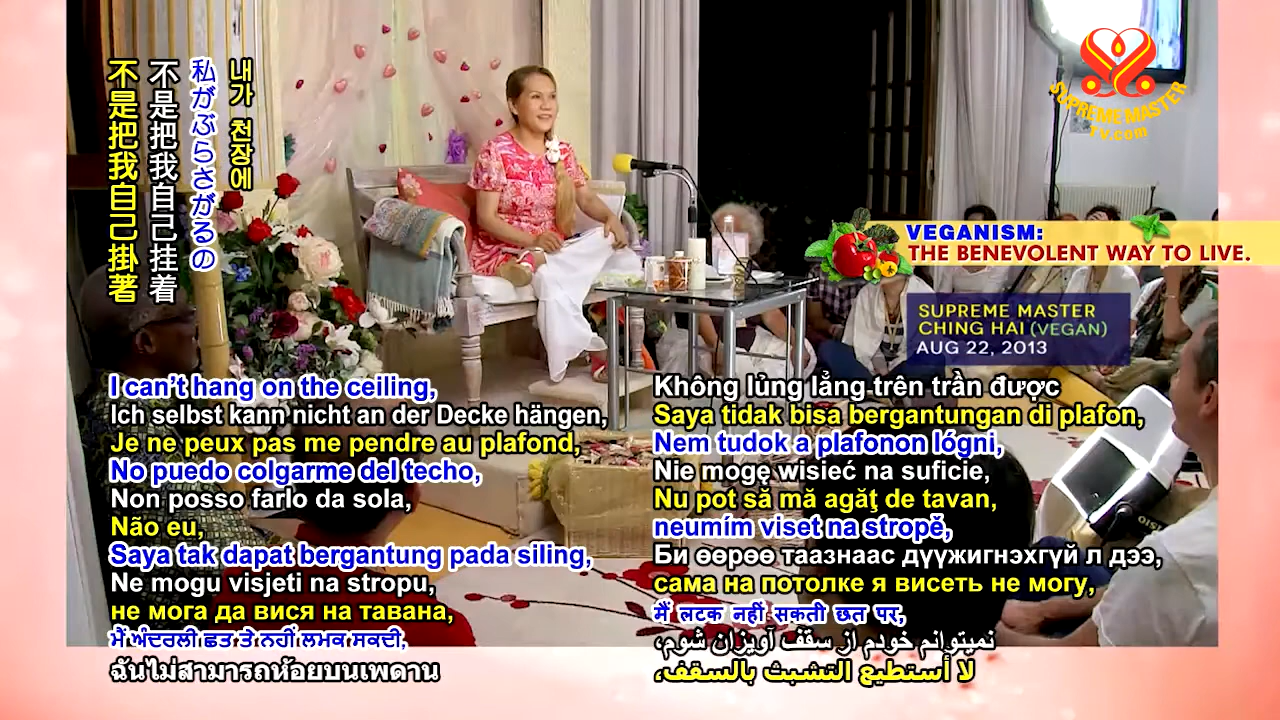 내가 천장에
私がぶらさがるの
不是把我自己挂着
不是把我自己掛著
SUPREME MASTER
TV.com
VEGANISM:
THE BENEVOLENT WAY TO LIVE.
SUPREME MASTER
CHING HAI (VEGAN)
AUG 22, 2013
I can't hang on the ceiling,
Ich selbst kann nicht an der Decke hängen,
Je ne peux pas me pendre au plafond,
No puedo colgarme del techo,
Non posso farlo da sola,
Não eu,
Saya tak dapat bergantung pada siling,
Ne mogu visjeti na stropu,
не мога да вися на тавана,
ਮੈਂ ਅੰਦਰਲੀ ਛਤ ਤੇ ਨਹੀਂ ਲਮਕ ਸਕਦੀ,
ฉันไม่สามารถห้อยบนเพดาน
Không lủng lẳng trên trần được
Saya tidak bisa bergantungan di plafon,
Nem tudok a plafonon lógni,
Nie mogę wisieć na suficie,
Nu pot să mă agăţ de tavan,
neumím viset na stropě,
Би өөрөө таазнаас дүүжигнэхгүй л дээ,
сама на потолке я висеть не могу,
मैं लटक नहीं सकती छत पर,
نمیتوانم خودم از سقف آویزان شوم،
لا أستطيع التشبث بالسقف،